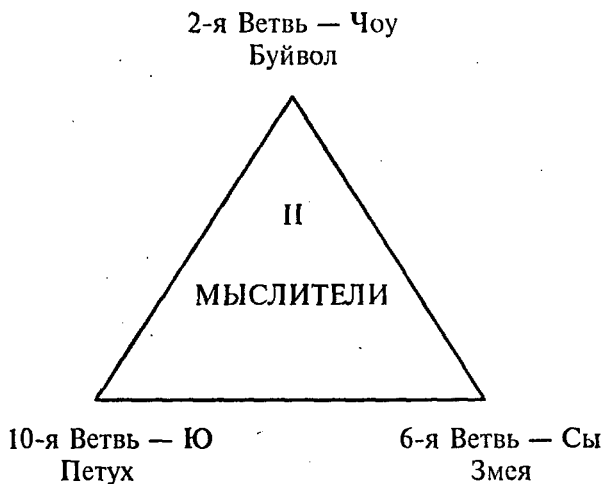 2-я Ветвь — Чоу
Буйвол
II
МЫСЛИТЕЛИ
10-я Ветвь — Ю
Петух
6-я Ветвь — Сы
Змея